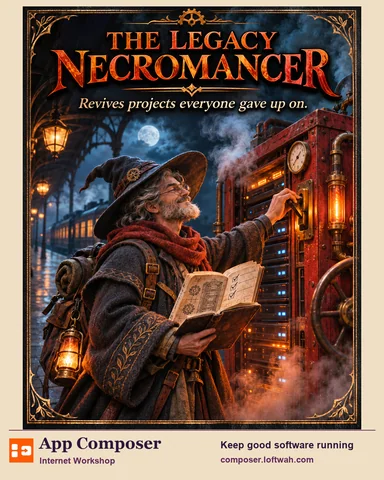 THE LEGACY
NECROMANCER
Revives projects everyone gave up on.
App Composer
Internet Workshop
Keep good software running
composer.loftwah.com